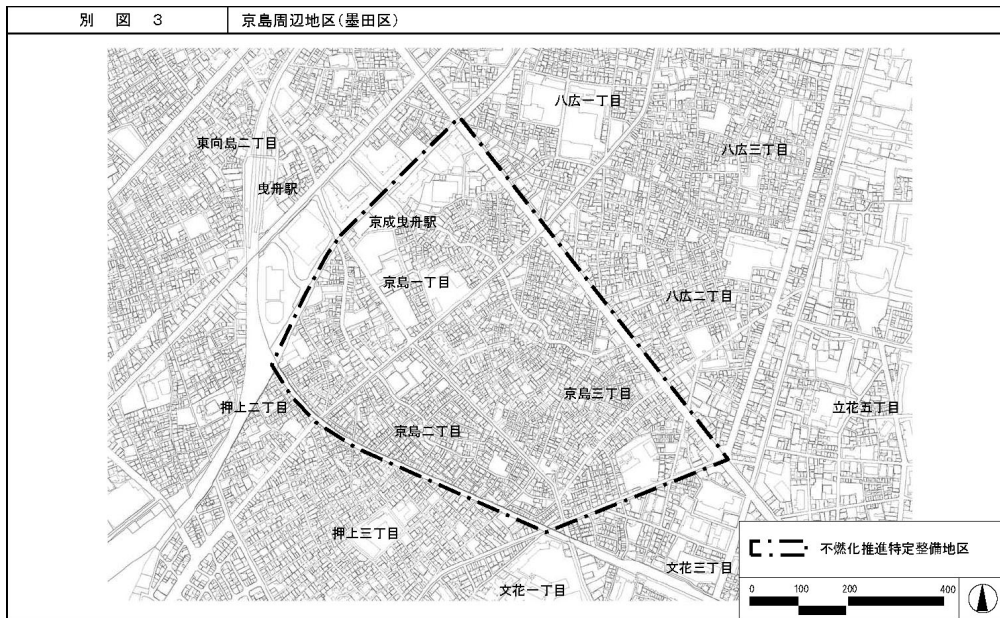 別 図 3
京島周辺地区(墨田区)
八広一丁目
東向島二丁目
八広三丁目
曳舟駅
京成曳舟駅
京島一丁目
八広二丁目
京島三丁目
押上二丁目
立花五丁目
京島二丁目
押上三丁目
文花三丁目
文花一丁目
不燃化推進特定整備地区
0 100 200 400